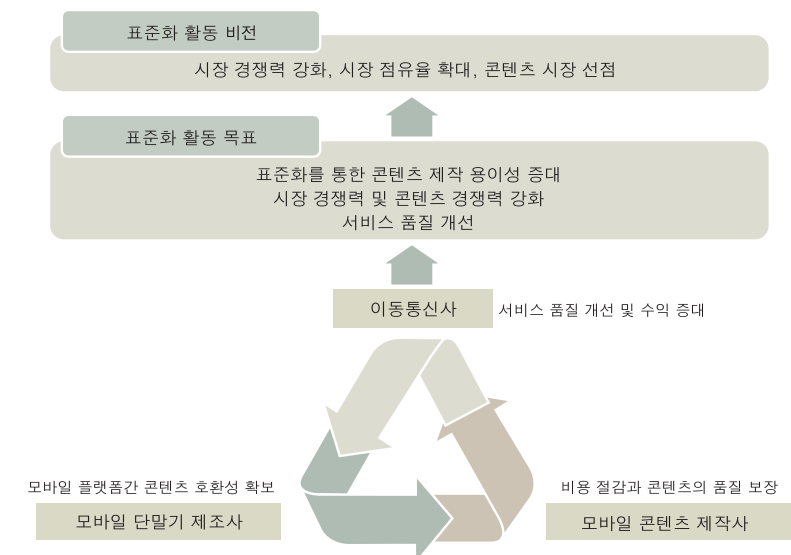 표준화 활동 비전
시장 경쟁력 강화, 시장 점유율 확대, 콘텐츠 시장 선점
표준화 활동 목표
표준화를 통한 콘텐츠 제작 용이성 증대
시장 경쟁력 및 콘텐츠 경쟁력 강화
서비스 품질 개선
이동통신사
서비스 품질 개선 및 수익 증대
모바일 플랫폼간 콘텐츠 호환성 확보
모바일 단말기 제조사
비용 절감과 콘텐츠의 품질 보장
모바일 콘텐츠 제작사